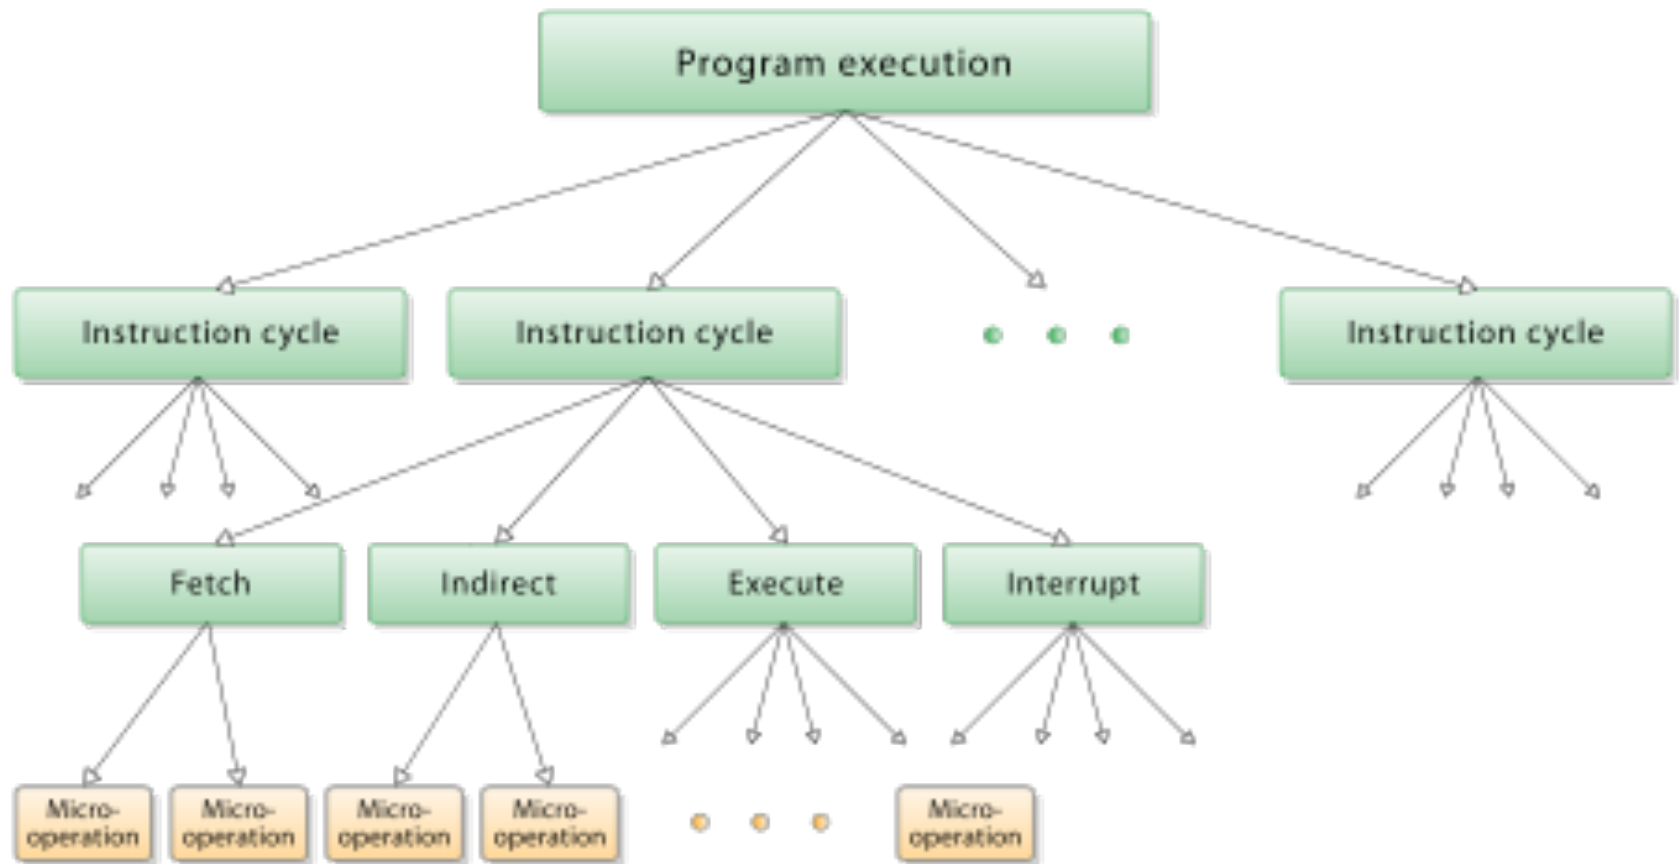 Program execution
Instruction cycle
Instruction cycle
Instruction cycle
Fetch
Indirect
Execute
Interrupt
Micro-
operation
Micro-
operation
Micro-
operation
Micro-
operation
Micro-
operation